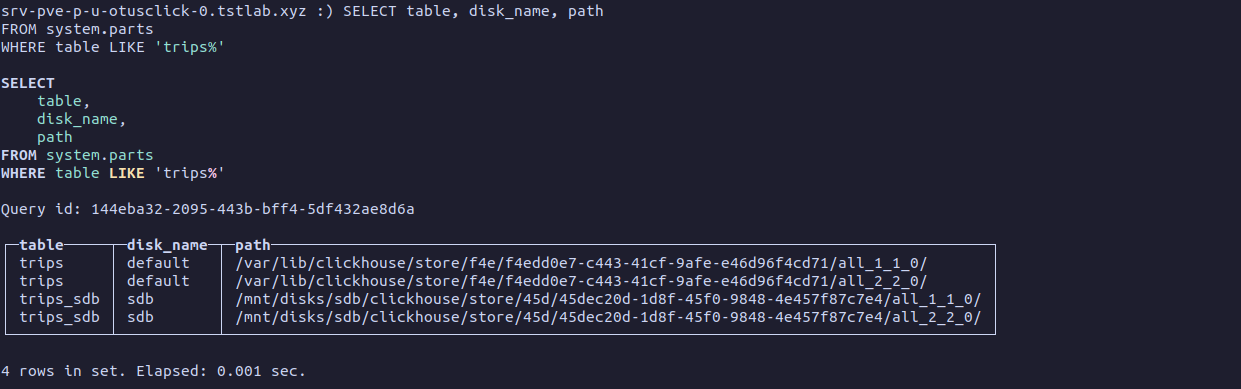 srv-pve-p-u-otusclick-0.tstlab.xyz :) SELECT table, disk_name, path
FROM system.parts
WHERE table LIKE 'trips%'
SELECT
table,
disk_name,
path
FROM system.parts
WHERE table LIKE 'trips%'
Query id: 144eba32-2095-443b-bff4-5df432ae8d6a
table disk_name path
trips default /var/lib/clickhouse/store/f4e/f4edd0e7-c443-41cf-9afe-e46d96f4cd71/all_1_1_0/
trips default /var/lib/clickhouse/store/f4e/f4edd0e7-c443-41cf-9afe-e46d96f4cd71/all_2_2_0/
trips_sdb sdb /mnt/disks/sdb/clickhouse/store/45d/45dec20d-1d8f-45f0-9848-4e457f87c7e4/all_1_1_0/
trips_sdb sdb /mnt/disks/sdb/clickhouse/store/45d/45dec20d-1d8f-45f0-9848-4e457f87c7e4/all_2_2_0/
4 rows in set. Elapsed: 0.001 sec.